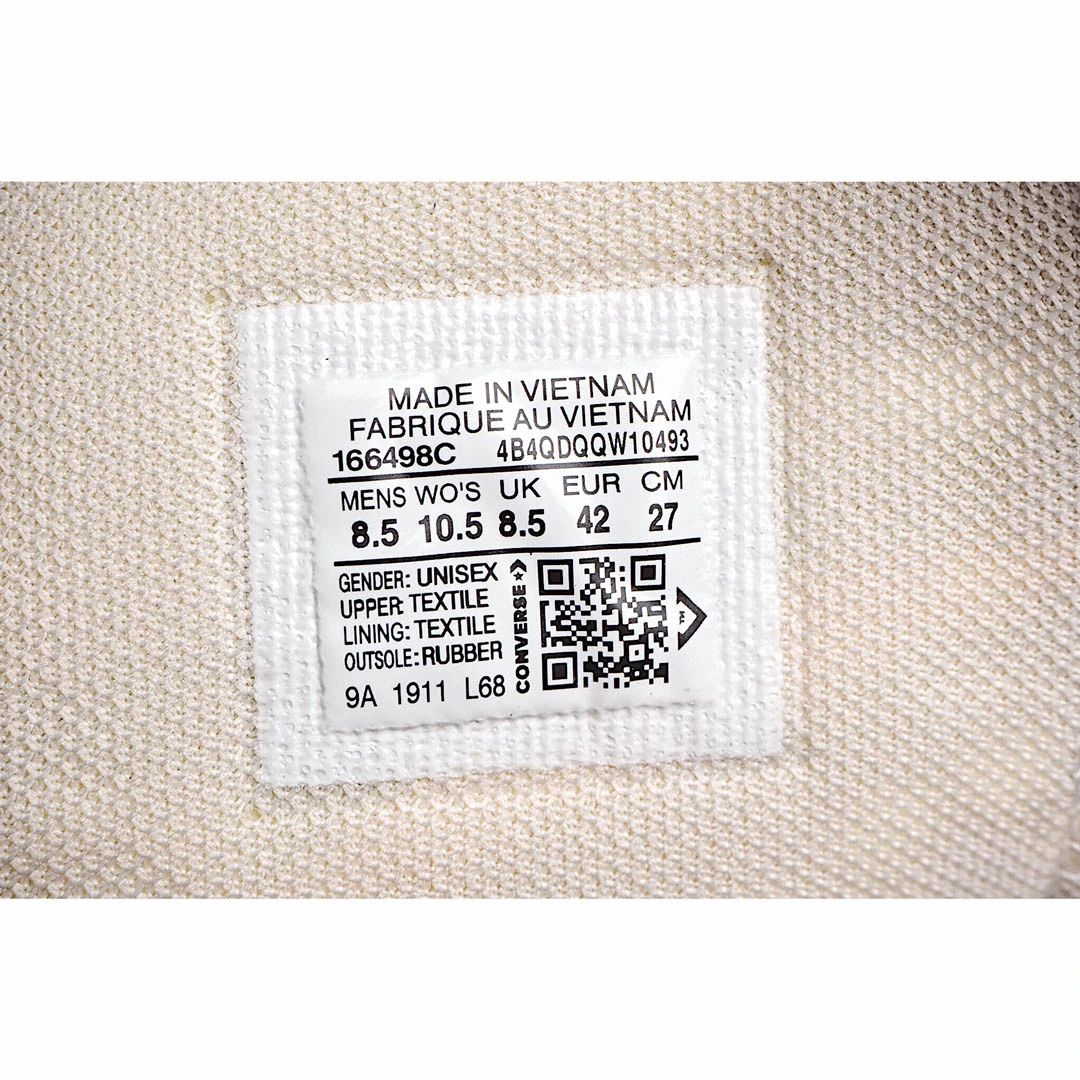 MADE IN VIETNAM
FABRIQUE AU VIETNAM
166498C 4B4QDQQW10493
MENS WO'S UK EUR CM
8.5 10.5 8.5 42 27
GENDER: UNISEX
UPPER: TEXTILE
LINING: TEXTILE
OUTSOLE: RUBBER
9A 1911 L68
CONVERSE
TM